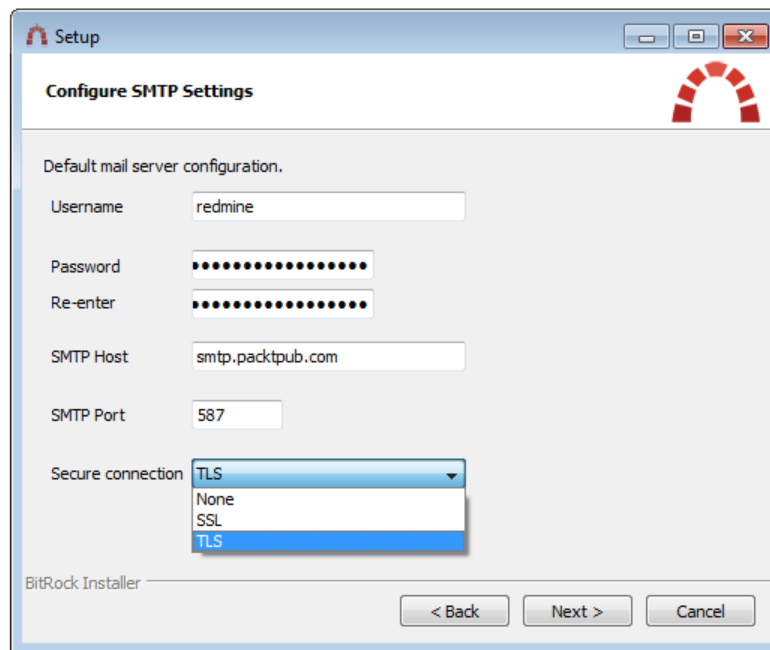 Setup
Configure SMTP Settings
Default mail server configuration.
Username redmine
Password ●●●●●●●●●●●●●●●●●
Re-enter ●●●●●●●●●●●●●●●●●
SMTP Host smtp.packtpub.com
SMTP Port 587
Secure connection TLS
None
SSL
TLS
BitRock Installer
< Back Next > Cancel